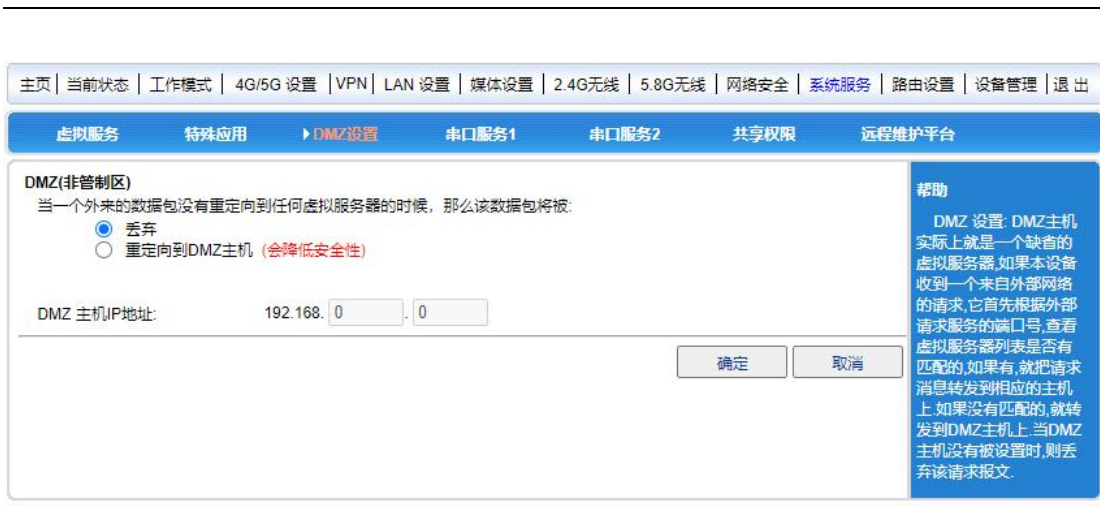 主页 | 当前状态 | 工作模式 | 4G/5G 设置 | VPN | LAN 设置 | 媒体设置 | 2.4G无线 | 5.8G无线 | 网络安全 | 系统服务 | 路由设置 | 设备管理 | 退 出
虚拟服务 特殊应用 DMZ设置 串口服务1 串口服务2 共享权限 远程维护平台
DMZ(非管制区)
当一个外来的数据包没有重定向到任何虚拟服务器的时候，那么该数据包将被:
丢弃
重定向到DMZ主机 (会降低安全性)
DMZ 主机IP地址: 192.168. 0 . 0
确定 取消
帮助
DMZ 设置: DMZ主机
实际上就是一个缺省的
虚拟服务器,如果本设备
收到一个来自外部网络
的请求,它首先根据外部
请求服务的端口号,查看
虚拟服务器列表是否有
匹配的,如果有,就把请求
消息转发到相应的主机
上.如果没有匹配的,就转
发到DMZ主机上.当DMZ
主机没有被设置时,则丢
弃该请求报文.